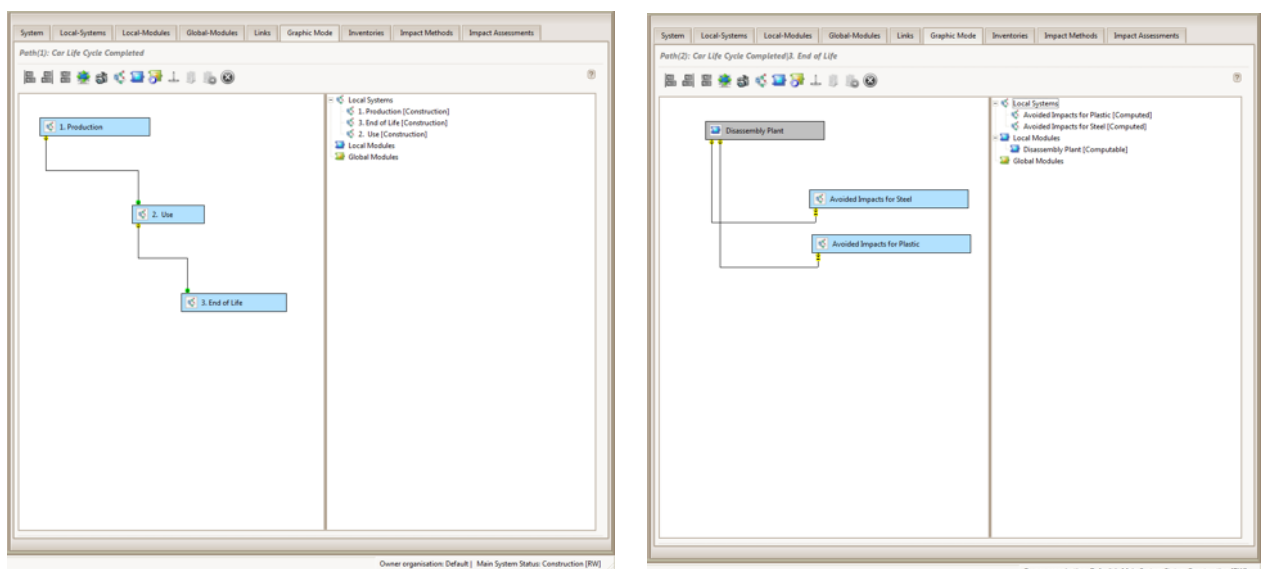 System Local-Systems Local-Modules Global-Modules Links Graphic Mode Inventories Impact Methods Impact Assessments
Path(1): Car Life Cycle Completed
1. Production
2. Use
3. End of Life
Local Systems
1. Production [Construction]
3. End of Life [Construction]
2. Use [Construction]
Local Modules
Global Modules
Owner organisation: Default | Main System Status: Construction [RW]
System Local-Systems Local-Modules Global-Modules Links Graphic Mode Inventories Impact Methods Impact Assessments
Path(2): Car Life Cycle Completed\3. End of Life
Disassembly Plant
Avoided Impacts for Steel
Avoided Impacts for Plastic
Local Systems
Avoided Impacts for Plastic [Computed]
Avoided Impacts for Steel [Computed]
Local Modules
Disassembly Plant [Computable]
Global Modules